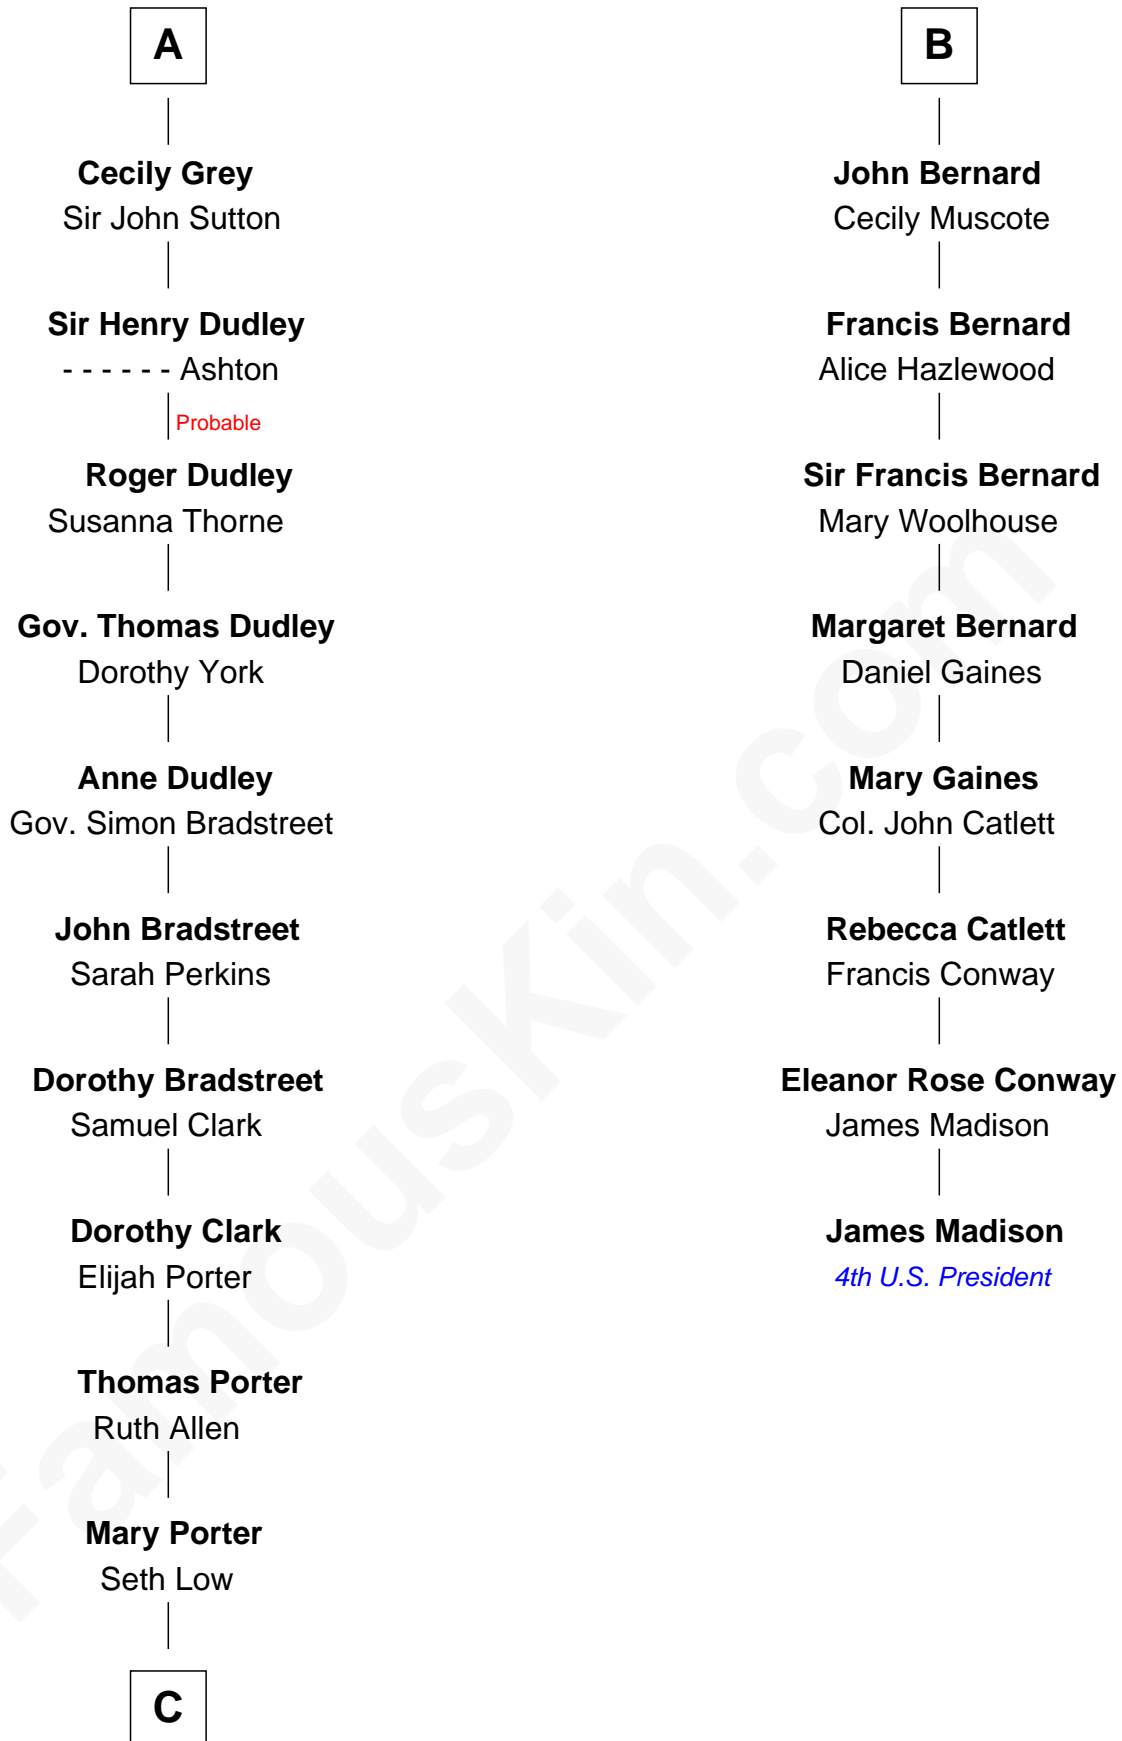 A
Cecily Grey
Sir John Sutton
Sir Henry Dudley
- - - - - - Ashton
Probable
Roger Dudley
Susanna Thorne
Gov. Thomas Dudley
Dorothy York
Anne Dudley
Gov. Simon Bradstreet
John Bradstreet
Sarah Perkins
Dorothy Bradstreet
Samuel Clark
Dorothy Clark
Elijah Porter
Thomas Porter
Ruth Allen
Mary Porter
Seth Low
C
B
John Bernard
Cecily Muscote
Francis Bernard
Alice Hazlewood
Sir Francis Bernard
Mary Woolhouse
Margaret Bernard
Daniel Gaines
Mary Gaines
Col. John Catlett
Rebecca Catlett
Francis Conway
Eleanor Rose Conway
James Madison
James Madison
4th U.S. President
FamousKin.com